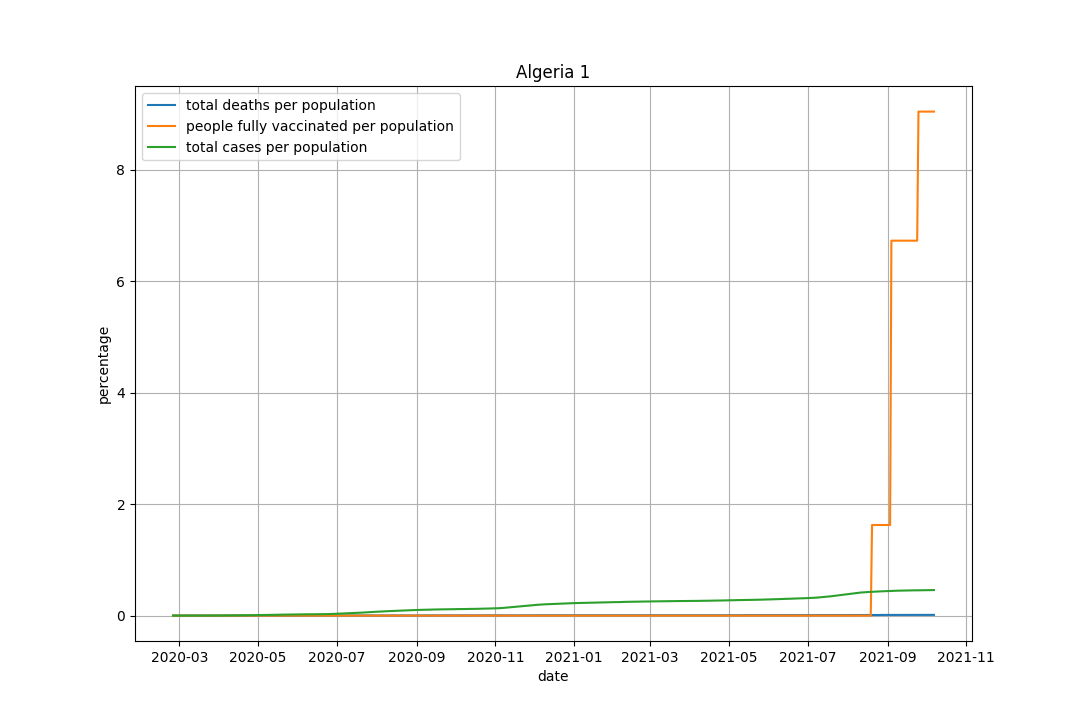 Algeria 1
total deaths per population
people fully vaccinated per population
total cases per population
percentage
8
6
4
2
0
2020-03 2020-05 2020-07 2020-09 2020-11 2021-01 2021-03 2021-05 2021-07 2021-09 2021-11
date